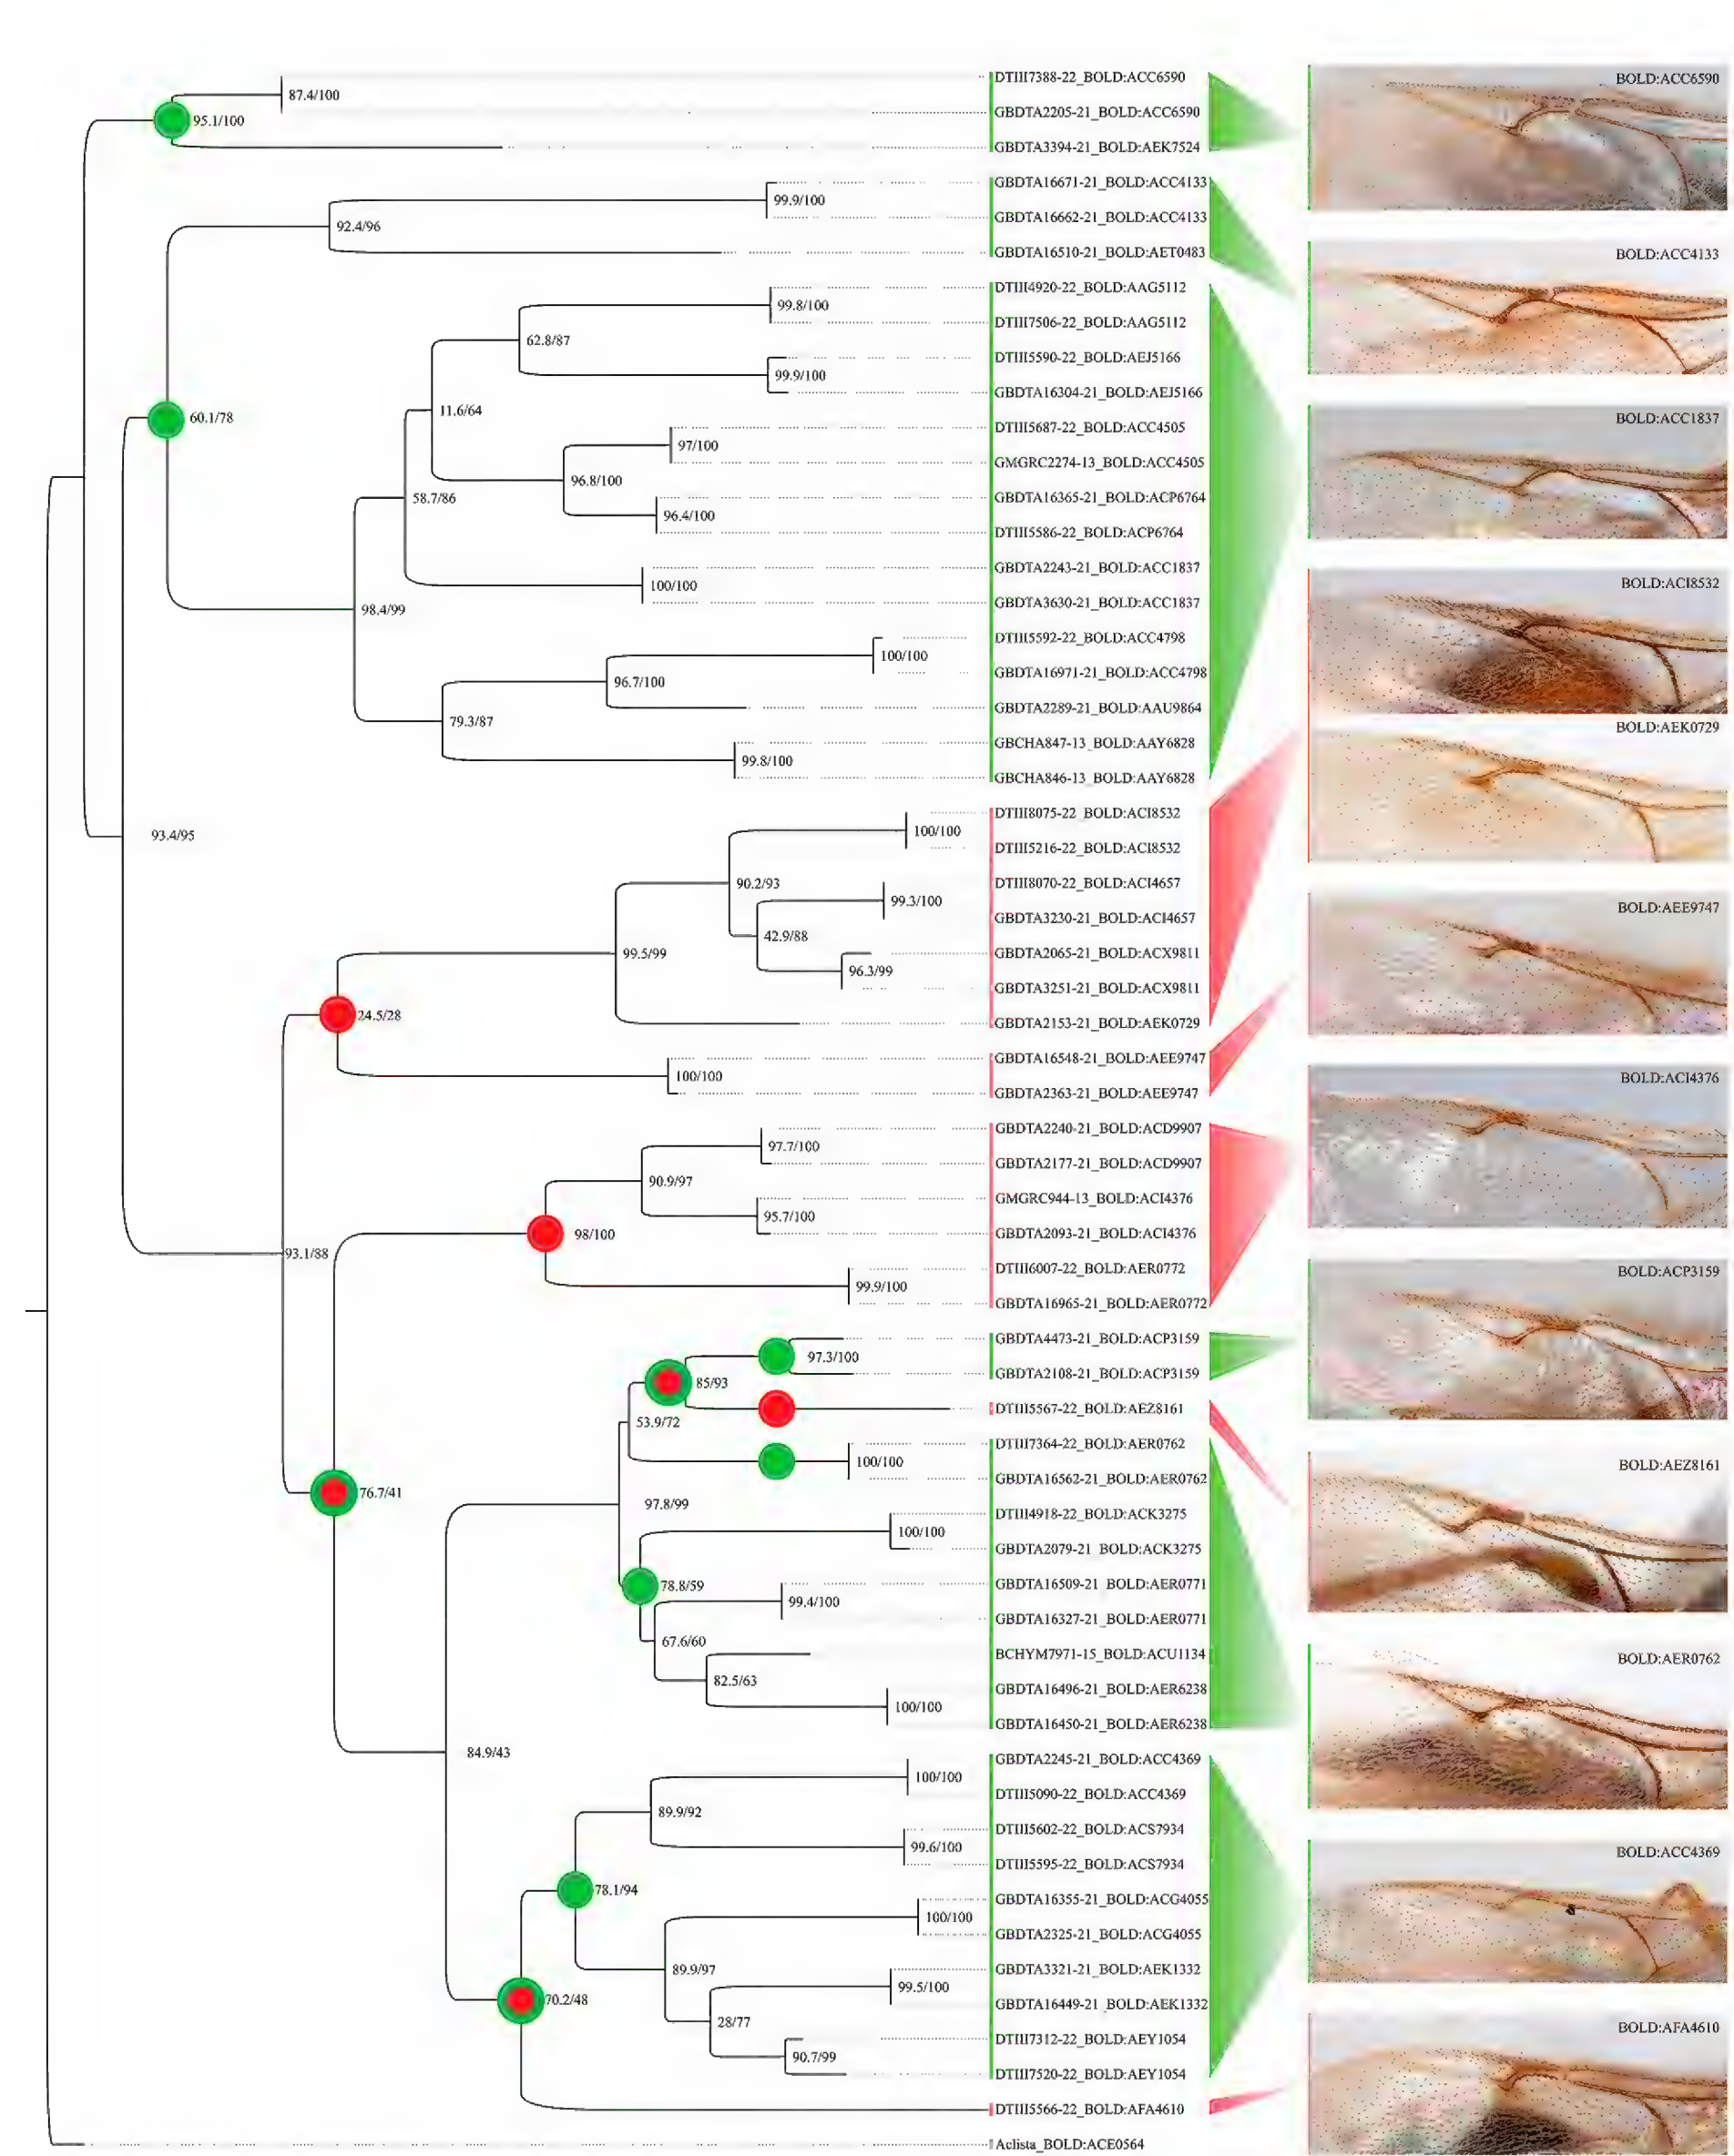 DTIII7388-22_BOLD:ACC6590
BOLD:ACC6590
87.4/100
GBDTA2205-21_BOLD:ACC6590
95.1/100
GBDTA3394-21_BOLD:AEK7524
GBDTA16671-21_BOLD:ACC4133
99.9/100
GBDTA16662-21_BOLD:ACC4133
92.4/96
GBDTA16510-21_BOLD:AET0483
BOLD:ACC4133
DTIII4920-22_BOLD:AAG5112
99.8/100
DTIII7506-22_BOLD:AAG5112
62.8/87
DTIII5590-22_BOLD:AEJ5166
99.9/100
GBDTA16304-21_BOLD:AEJ5166
11.6/64
60.1/78
BOLD:ACC1837
DTIII5687-22_BOLD:ACC4505
97/100
GMGRC2274-13_BOLD:ACC4505
96.8/100
58.7/86
GBDTA16365-21_BOLD:ACP6764
96.4/100
DTIII5586-22_BOLD:ACP6764
GBDTA2243-21_BOLD:ACC1837
100/100
BOLD:ACI8532
GBDTA3630-21_BOLD:ACC1837
98.4/99
DTIII5592-22_BOLD:ACC4798
100/100
GBDTA16971-21_BOLD:ACC4798
96.7/100
GBDTA2289-21_BOLD:AAU9864
79.3/87
BOLD:AEK0729
GBCHA847-13_BOLD:AAY6828
99.8/100
GBCHA846-13_BOLD:AAY6828
DTIII8075-22_BOLD:ACI8532
100/100
93.4/95
DTIII5216-22_BOLD:ACI8532
90.2/93
DTIII8070-22_BOLD:ACI4657
99.3/100
BOLD:AEE9747
GBDTA3230-21_BOLD:ACI4657
42.9/88
99.5/99
GBDTA2065-21_BOLD:ACX9811
96.3/99
GBDTA3251-21_BOLD:ACX9811
24.5/28
GBDTA2153-21_BOLD:AEK0729
GBDTA16548-21_BOLD:AEE9747
100/100
BOLD:ACI4376
GBDTA2363-21_BOLD:AEE9747
GBDTA2240-21_BOLD:ACD9907
97.7/100
GBDTA2177-21_BOLD:ACD9907
90.9/97
GMGRC944-13_BOLD:ACI4376
95.7/100
GBDTA2093-21_BOLD:ACI4376
98/100
93.1/88
DTIII6007-22_BOLD:AER0772
BOLD:ACP3159
99.9/100
GBDTA16965-21_BOLD:AER0772
GBDTA4473-21_BOLD:ACP3159
97.3/100
GBDTA2108-21_BOLD:ACP3159
85/93
DTIII5567-22_BOLD:AEZ8161
53.9/72
DTIII7364-22_BOLD:AER0762
100/100
BOLD:AEZ8161
GBDTA16562-21_BOLD:AER0762
76.7/41
97.8/99
DTIII4918-22_BOLD:ACK3275
100/100
GBDTA2079-21_BOLD:ACK3275
78.8/59
GBDTA16509-21_BOLD:AER0771
99.4/100
GBDTA16327-21_BOLD:AER0771
67.6/60
BCHYM7971-15_BOLD:ACU1134
BOLD:AER0762
82.5/63
GBDTA16496-21_BOLD:AER6238
100/100
GBDTA16450-21_BOLD:AER6238
84.9/43
GBDTA2245-21_BOLD:ACC4369
100/100
DTIII5090-22_BOLD:ACC4369
89.9/92
DTIII5602-22_BOLD:ACS7934
99.6/100
BOLD:ACC4369
DTIII5595-22_BOLD:ACS7934
78.1/94
GBDTA16355-21_BOLD:ACG4055
100/100
GBDTA2325-21_BOLD:ACG4055
89.9/97
GBDTA3321-21_BOLD:AEK1332
99.5/100
70.2/48
GBDTA16449-21_BOLD:AEK1332
28/77
BOLD:AFA4610
DTIII7312-22_BOLD:AEY1054
90.7/99
DTIII7520-22_BOLD:AEY1054
DTIII5566-22_BOLD:AFA4610
Aclista_BOLD:ACE0564